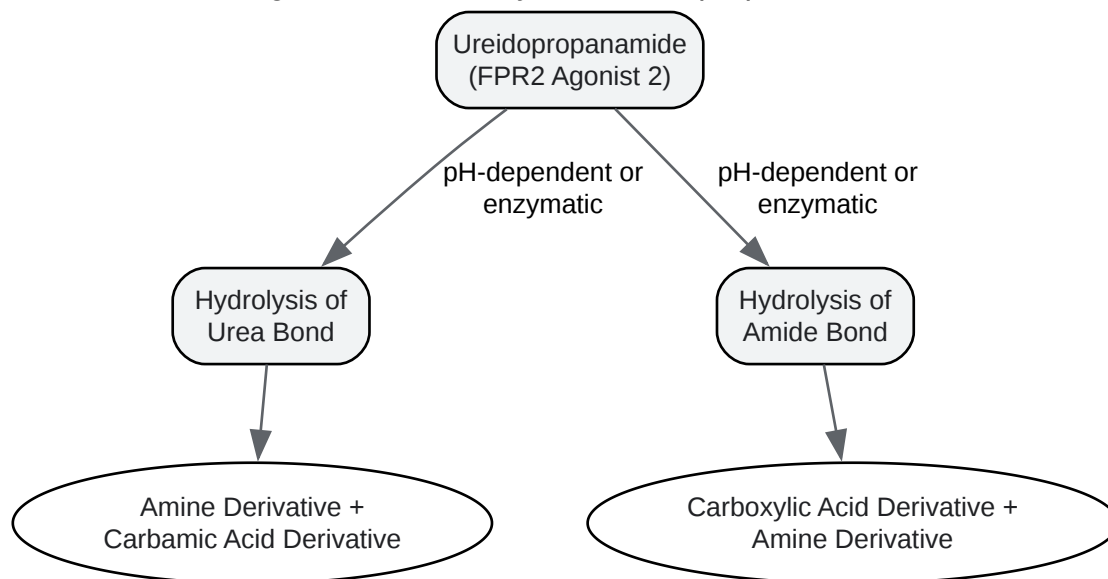 Ureidopropanamide
(FPR2 Agonist 2)
pH-dependent or
enzymatic
pH-dependent or
enzymatic
Hydrolysis of
Urea Bond
Hydrolysis of
Amide Bond
Amine Derivative +
Carbamic Acid Derivative
Carboxylic Acid Derivative +
Amine Derivative